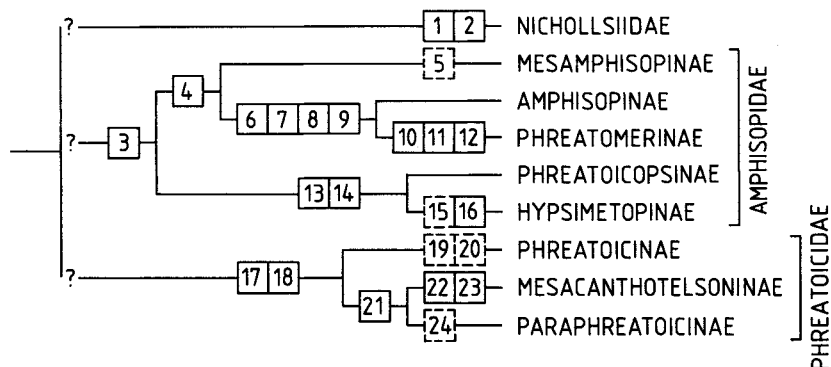 ? 1 2 NICHOLLSIIDAE
5 MESAMPHISOPINAE
4
AMPHISOPINAE
6 7 8 9
? 3 10 11 12 PHREATOMERINAE
PHREATOICOPSINAE
13 14
15 16 HYPSIMETOPINAE
AMPHISOPIDAE
19 20 PHREATOICINAE
? 17 18
22 23 MESACANTHOTELSONINAE
21
24 PARAPHREATOICINAE
PHREATOICIDAE